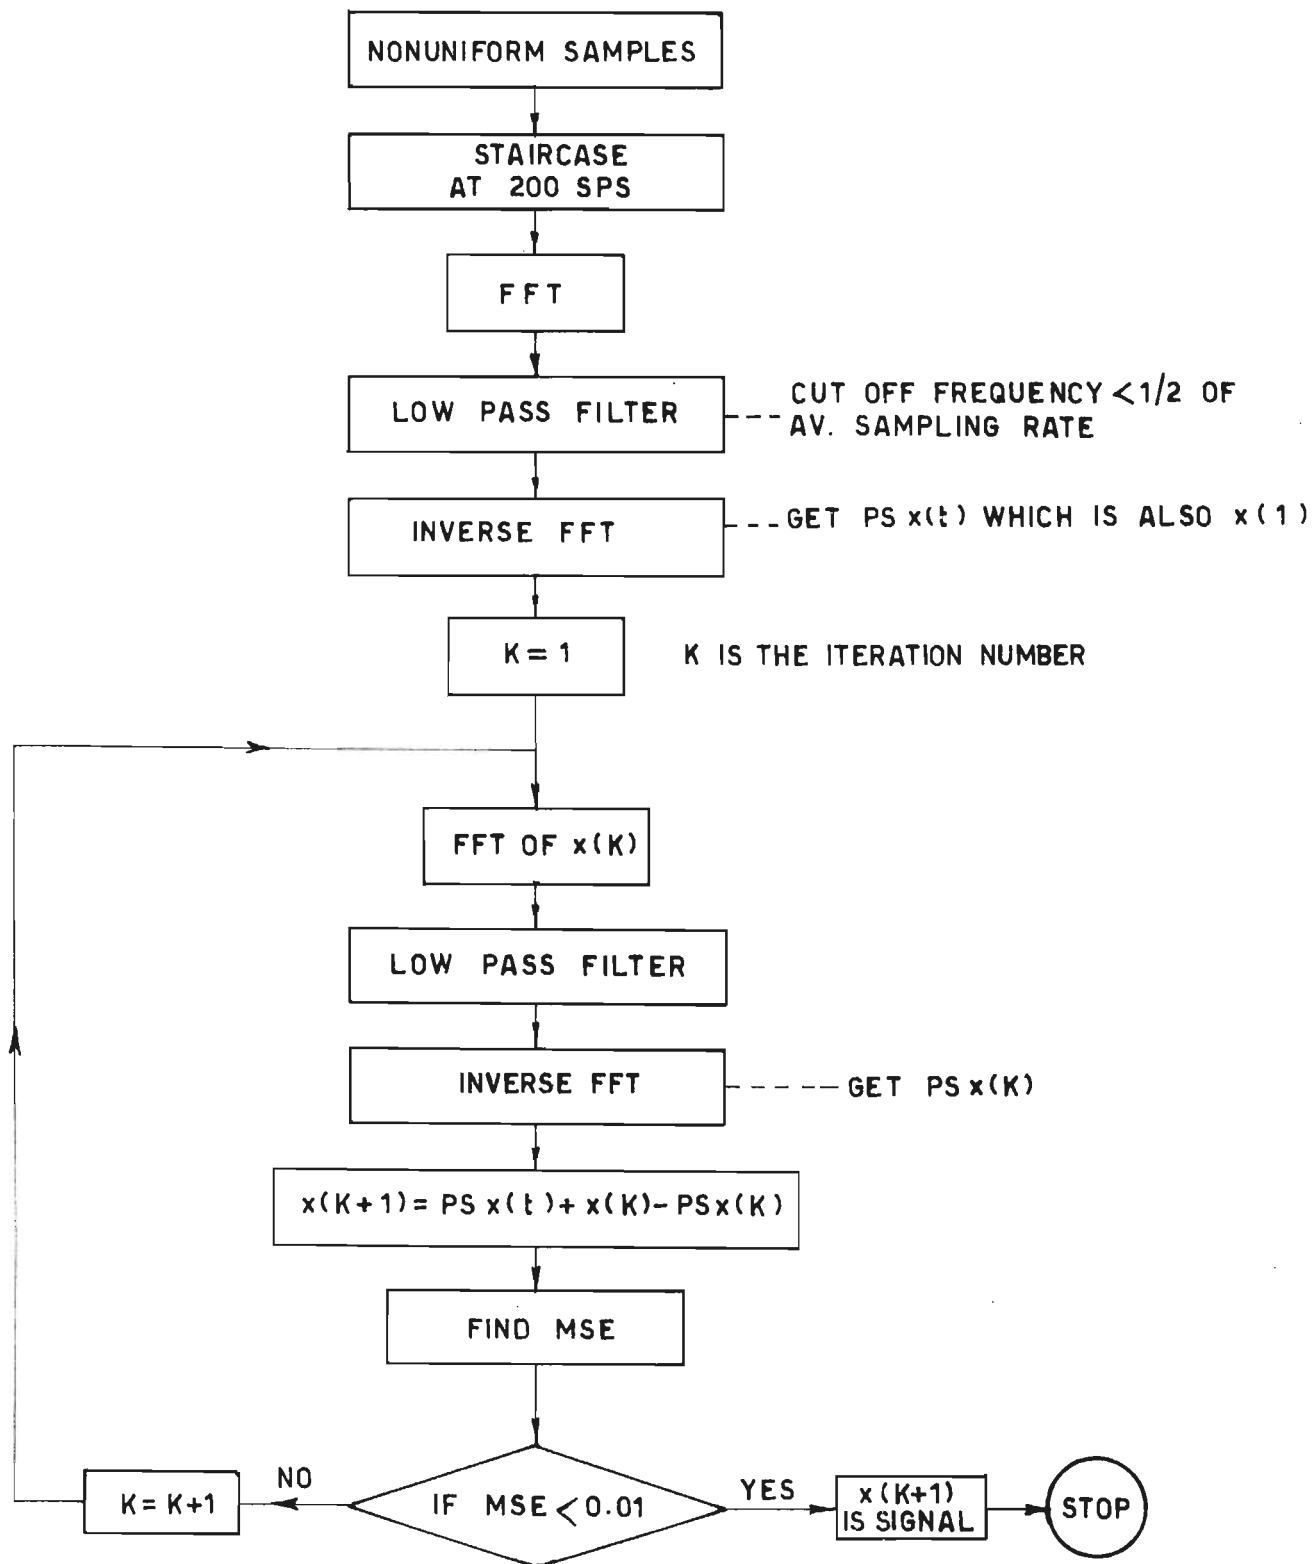 NONUNIFORM SAMPLES
STAIRCASE
AT 200 SPS
FFT
LOW PASS FILTER
CUT OFF FREQUENCY < 1/2 OF
AV. SAMPLING RATE
INVERSE FFT
GET PS x(t) WHICH IS ALSO x(1)
K = 1
K IS THE ITERATION NUMBER
FFT OF x(K)
LOW PASS FILTER
INVERSE FFT
GET PS x(K)
x(K+1) = PS x(t) + x(K) - PS x(K)
FIND MSE
IF MSE < 0.01
NO
K = K+1
YES
x(K+1)
IS SIGNAL
STOP